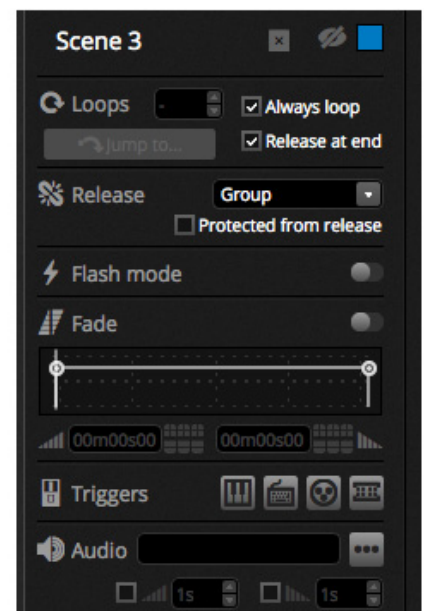 Scene 3
Loops - Always loop
Jump to... Release at end
Release Group
Protected from release
Flash mode
Fade
00m00s00 00m00s00
Triggers
Audio
1s 1s